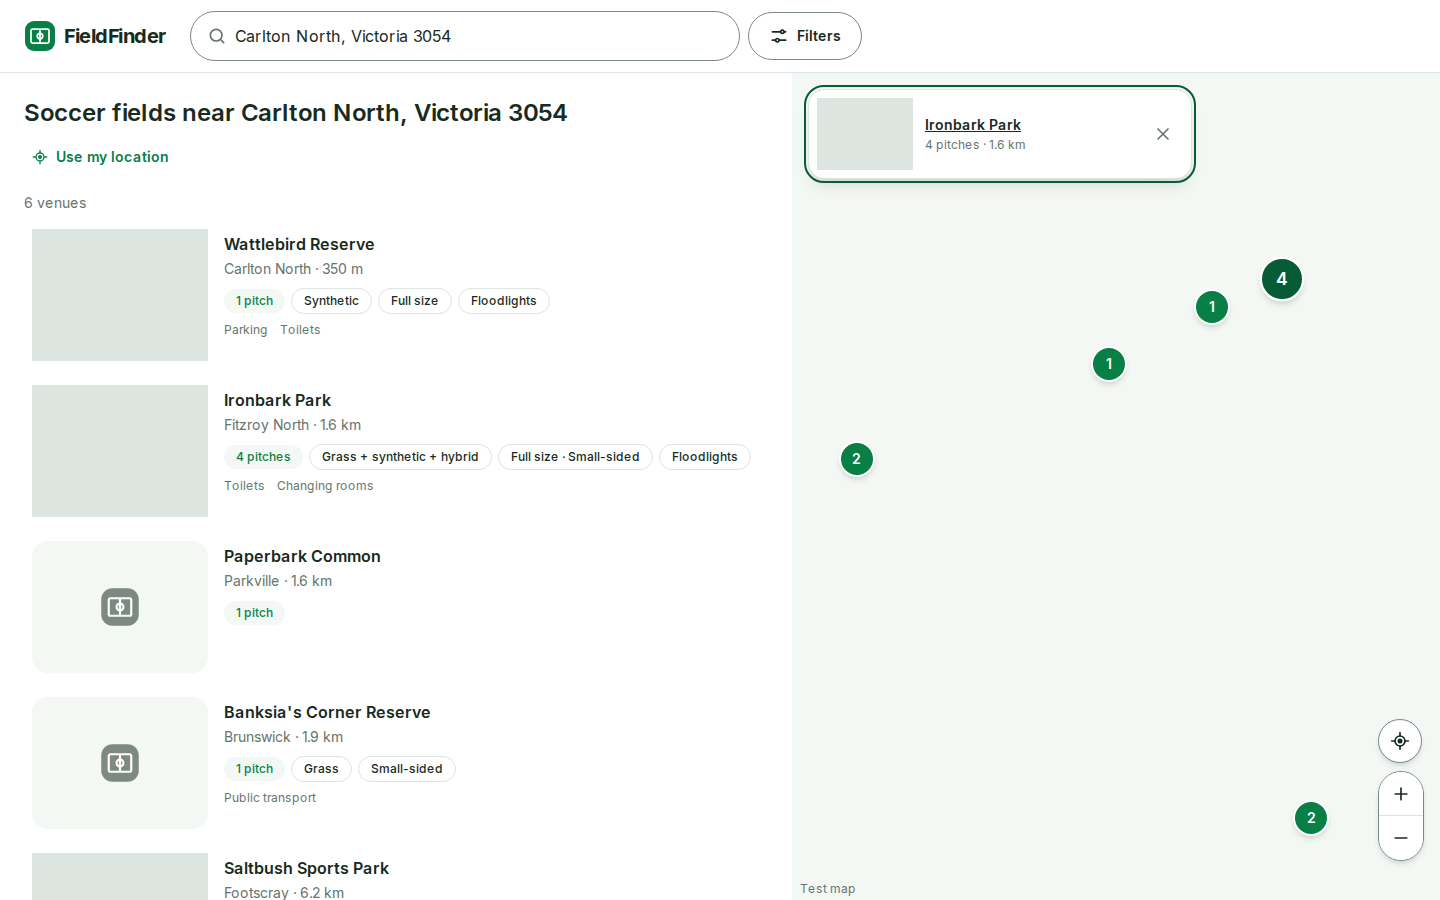 FieldFinder
Carlton North, Victoria 3054
Filters
Soccer fields near Carlton North, Victoria 3054
Use my location
6 venues
Wattlebird Reserve
Carlton North · 350 m
1 pitch Synthetic Full size Floodlights
Parking Toilets
Ironbark Park
Fitzroy North · 1.6 km
4 pitches Grass + synthetic + hybrid Full size · Small-sided Floodlights
Toilets Changing rooms
Paperbark Common
Parkville · 1.6 km
1 pitch
Banksia's Corner Reserve
Brunswick · 1.9 km
1 pitch Grass Small-sided
Public transport
Saltbush Sports Park
Footscray · 6.2 km
Ironbark Park
4 pitches · 1.6 km
4
1
1
2
2
Test map